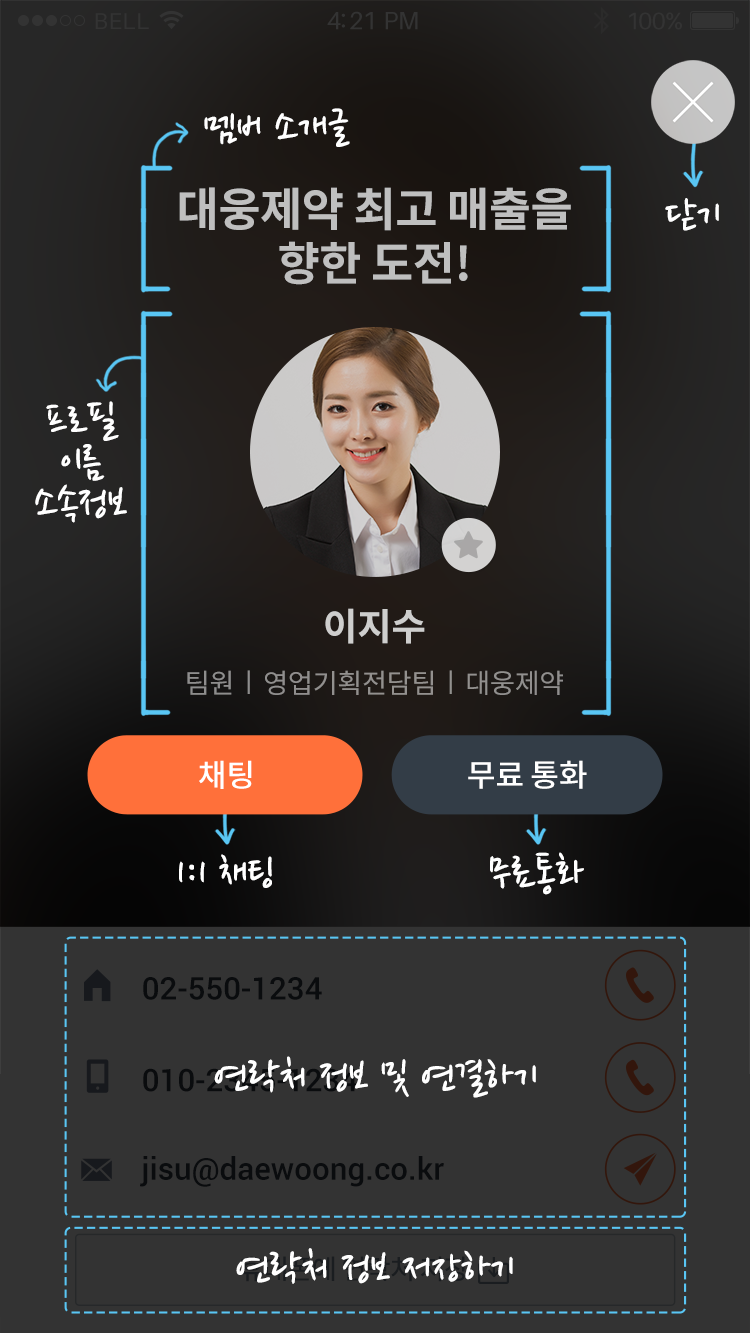 BELL 4:21 PM 100%
멤버 소개글
대웅제약 최고 매출을
향한 도전!
닫기
프로필
이름
소속정보
이지수
팀원 | 영업기획전담팀 | 대웅제약
채팅 무료 통화
1:1 채팅 무료통화
02-550-1234
연락처 정보 및 연결하기
jisu@daewoong.co.kr
연락처 정보 저장하기